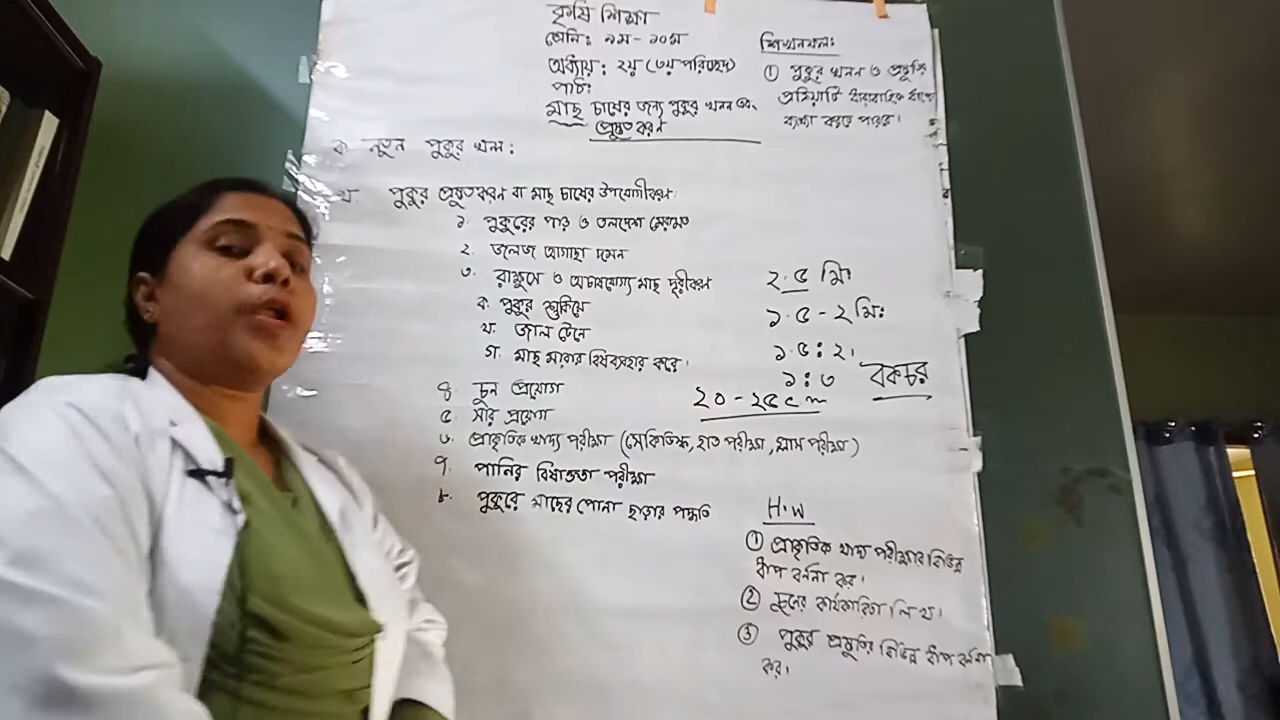 কৃষি শিক্ষা
শ্রেনি: ৯ম - ১০ম
অধ্যায়: ২য় (৩য় পরিচ্ছেদ)
পাঠ:
মাছ চাষের জন্য পুকুর খনন এবং
প্রস্তুতকরণ
শিখনফল:
① পুকুর খনন ও প্রস্তুতি
প্রক্রিয়াটি ধারাবাহিক ভাবে
ব্যাখ্যা করতে পারবে।
ক. নতুন পুকুর খনন:
খ. পুকুর প্রস্তুতকরণ বা মাছ চাষের উপযোগীকরণ:
১. পুকুরের পাড় ও তলদেশ মেরামত
২. জলজ আগাছা দমন
৩. রাক্ষুসে ও অচাষযোগ্য মাছ দূরীকরণ
ক. পুকুর শুকিয়ে
খ. জাল টেনে
গ. মাছ মারার বিষ ব্যবহার করে।
৪. চুন প্রয়োগ
৫. সার প্রয়োগ
৬. প্রাকৃতিক খাদ্য পরীক্ষা (সেকিডিস্ক, হাত পরীক্ষা, গ্লাস পরীক্ষা)
৭. পানির বিষাক্ততা পরীক্ষা
৮. পুকুরে মাছের পোনা ছাড়ার পদ্ধতি
২.৫ মিঃ
১.৫ - ২ মিঃ
১.৫ : ২।
১ : ৩
বকচর
২০ - ২৫ cm
H.W
① প্রাকৃতিক খাদ্য পরীক্ষার বিভিন্ন
ধাপ বর্ননা কর।
② চুনের কার্যকারিতা লিখ।
③ পুকুর প্রস্তুতির বিভিন্ন ধাপ বর্ননা
কর।